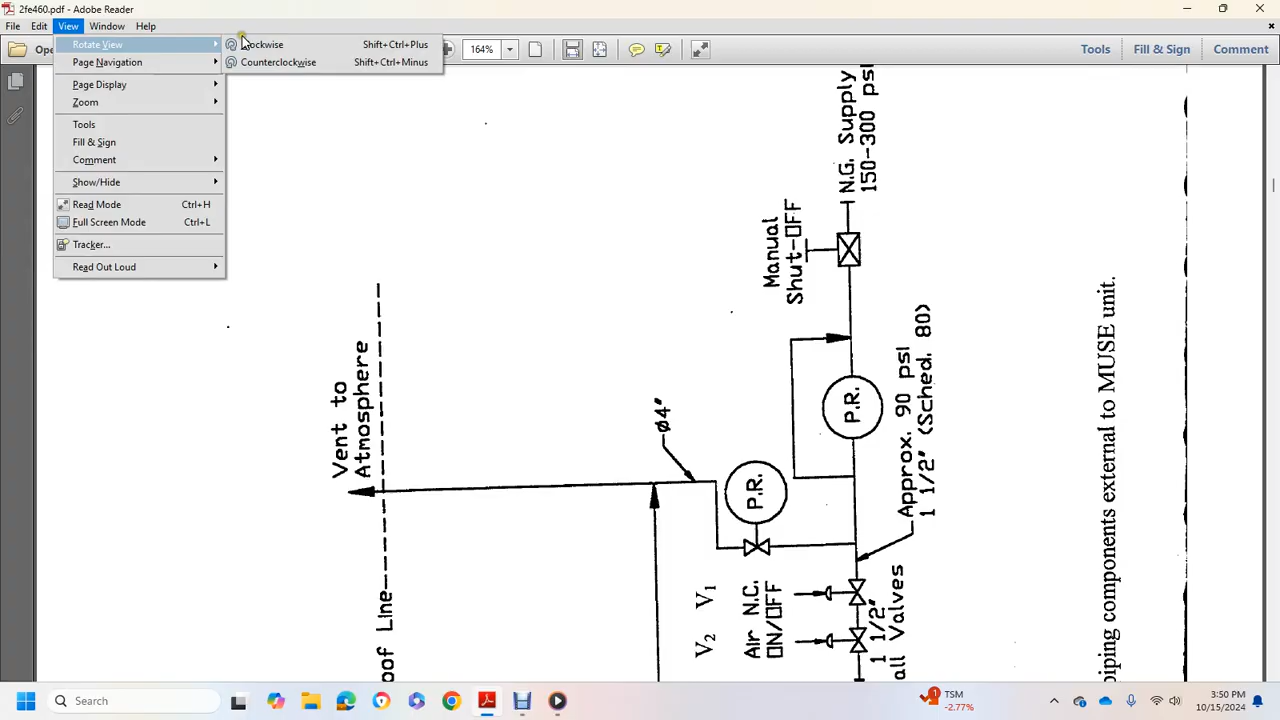 2fe460.pdf - Adobe Reader
File Edit View Window Help
Rotate View
Clockwise Shift+Ctrl+Plus
Page Navigation
Counterclockwise Shift+Ctrl+Minus
164%
Tools Fill & Sign Comment
Page Display
Zoom
Tools
Fill & Sign
Comment
Show/Hide
Read Mode Ctrl+H
Full Screen Mode Ctrl+L
Tracker...
Read Out Loud
N.G. Supply
150-300 psi
Manual
Shut-OFF
Vent to
Atmosphere
Ø4"
P.R.
P.R.
Approx. 90 psi
1 1/2" (Sched. 80)
oof Line
V2 V1
Air N.C.
ON/OFF
1 1/2"
all Valves
piping components external to MUSE unit.
Search
TSM
-2.77%
1
3:50 PM
10/15/2024